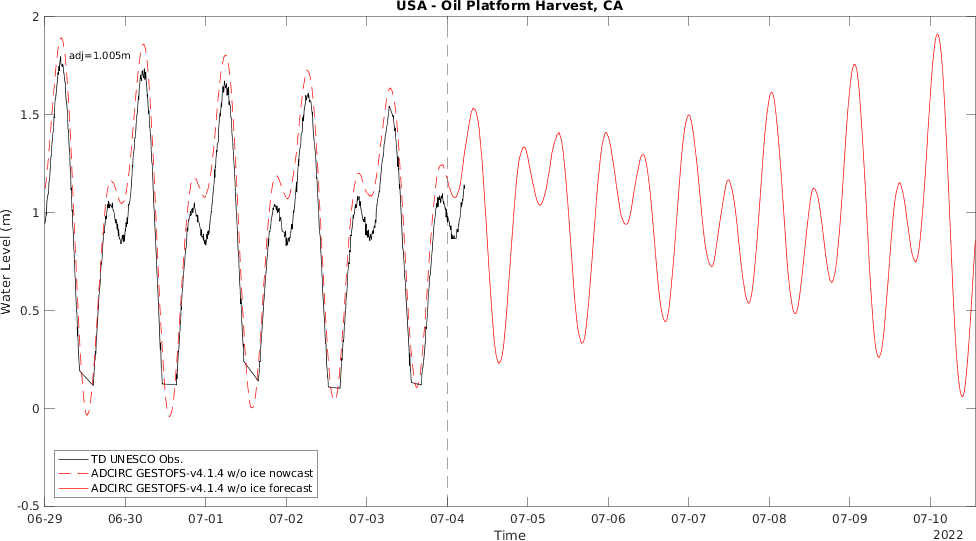 USA - Oil Platform Harvest, CA
adj=1.005m
Water Level (m)
2
1.5
1
0.5
0
-0.5
TD UNESCO Obs.
ADCIRC GESTOFS-v4.1.4 w/o ice nowcast
ADCIRC GESTOFS-v4.1.4 w/o ice forecast
06-29 06-30 07-01 07-02 07-03 07-04 07-05 07-06 07-07 07-08 07-09 07-10
Time
2022